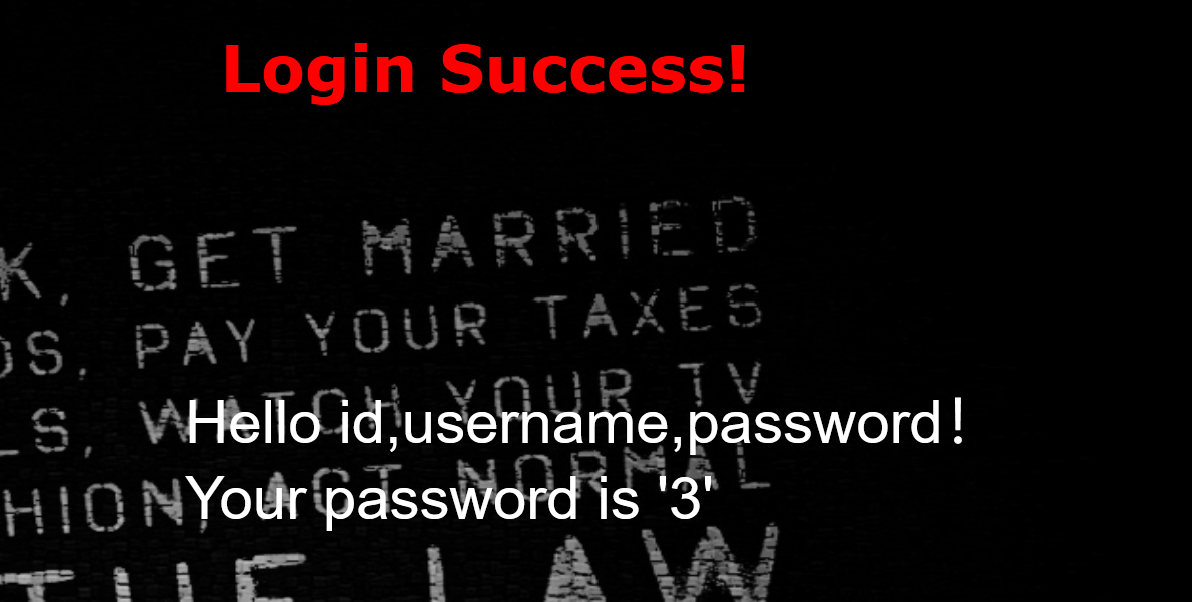 Login Success!
K, GET MARRIED
DS, PAY YOUR TAXES
LS, WATCH YOUR TV
Hello id,username,password!
HION, ACT NORMAL
Your password is '3'
THE LAW